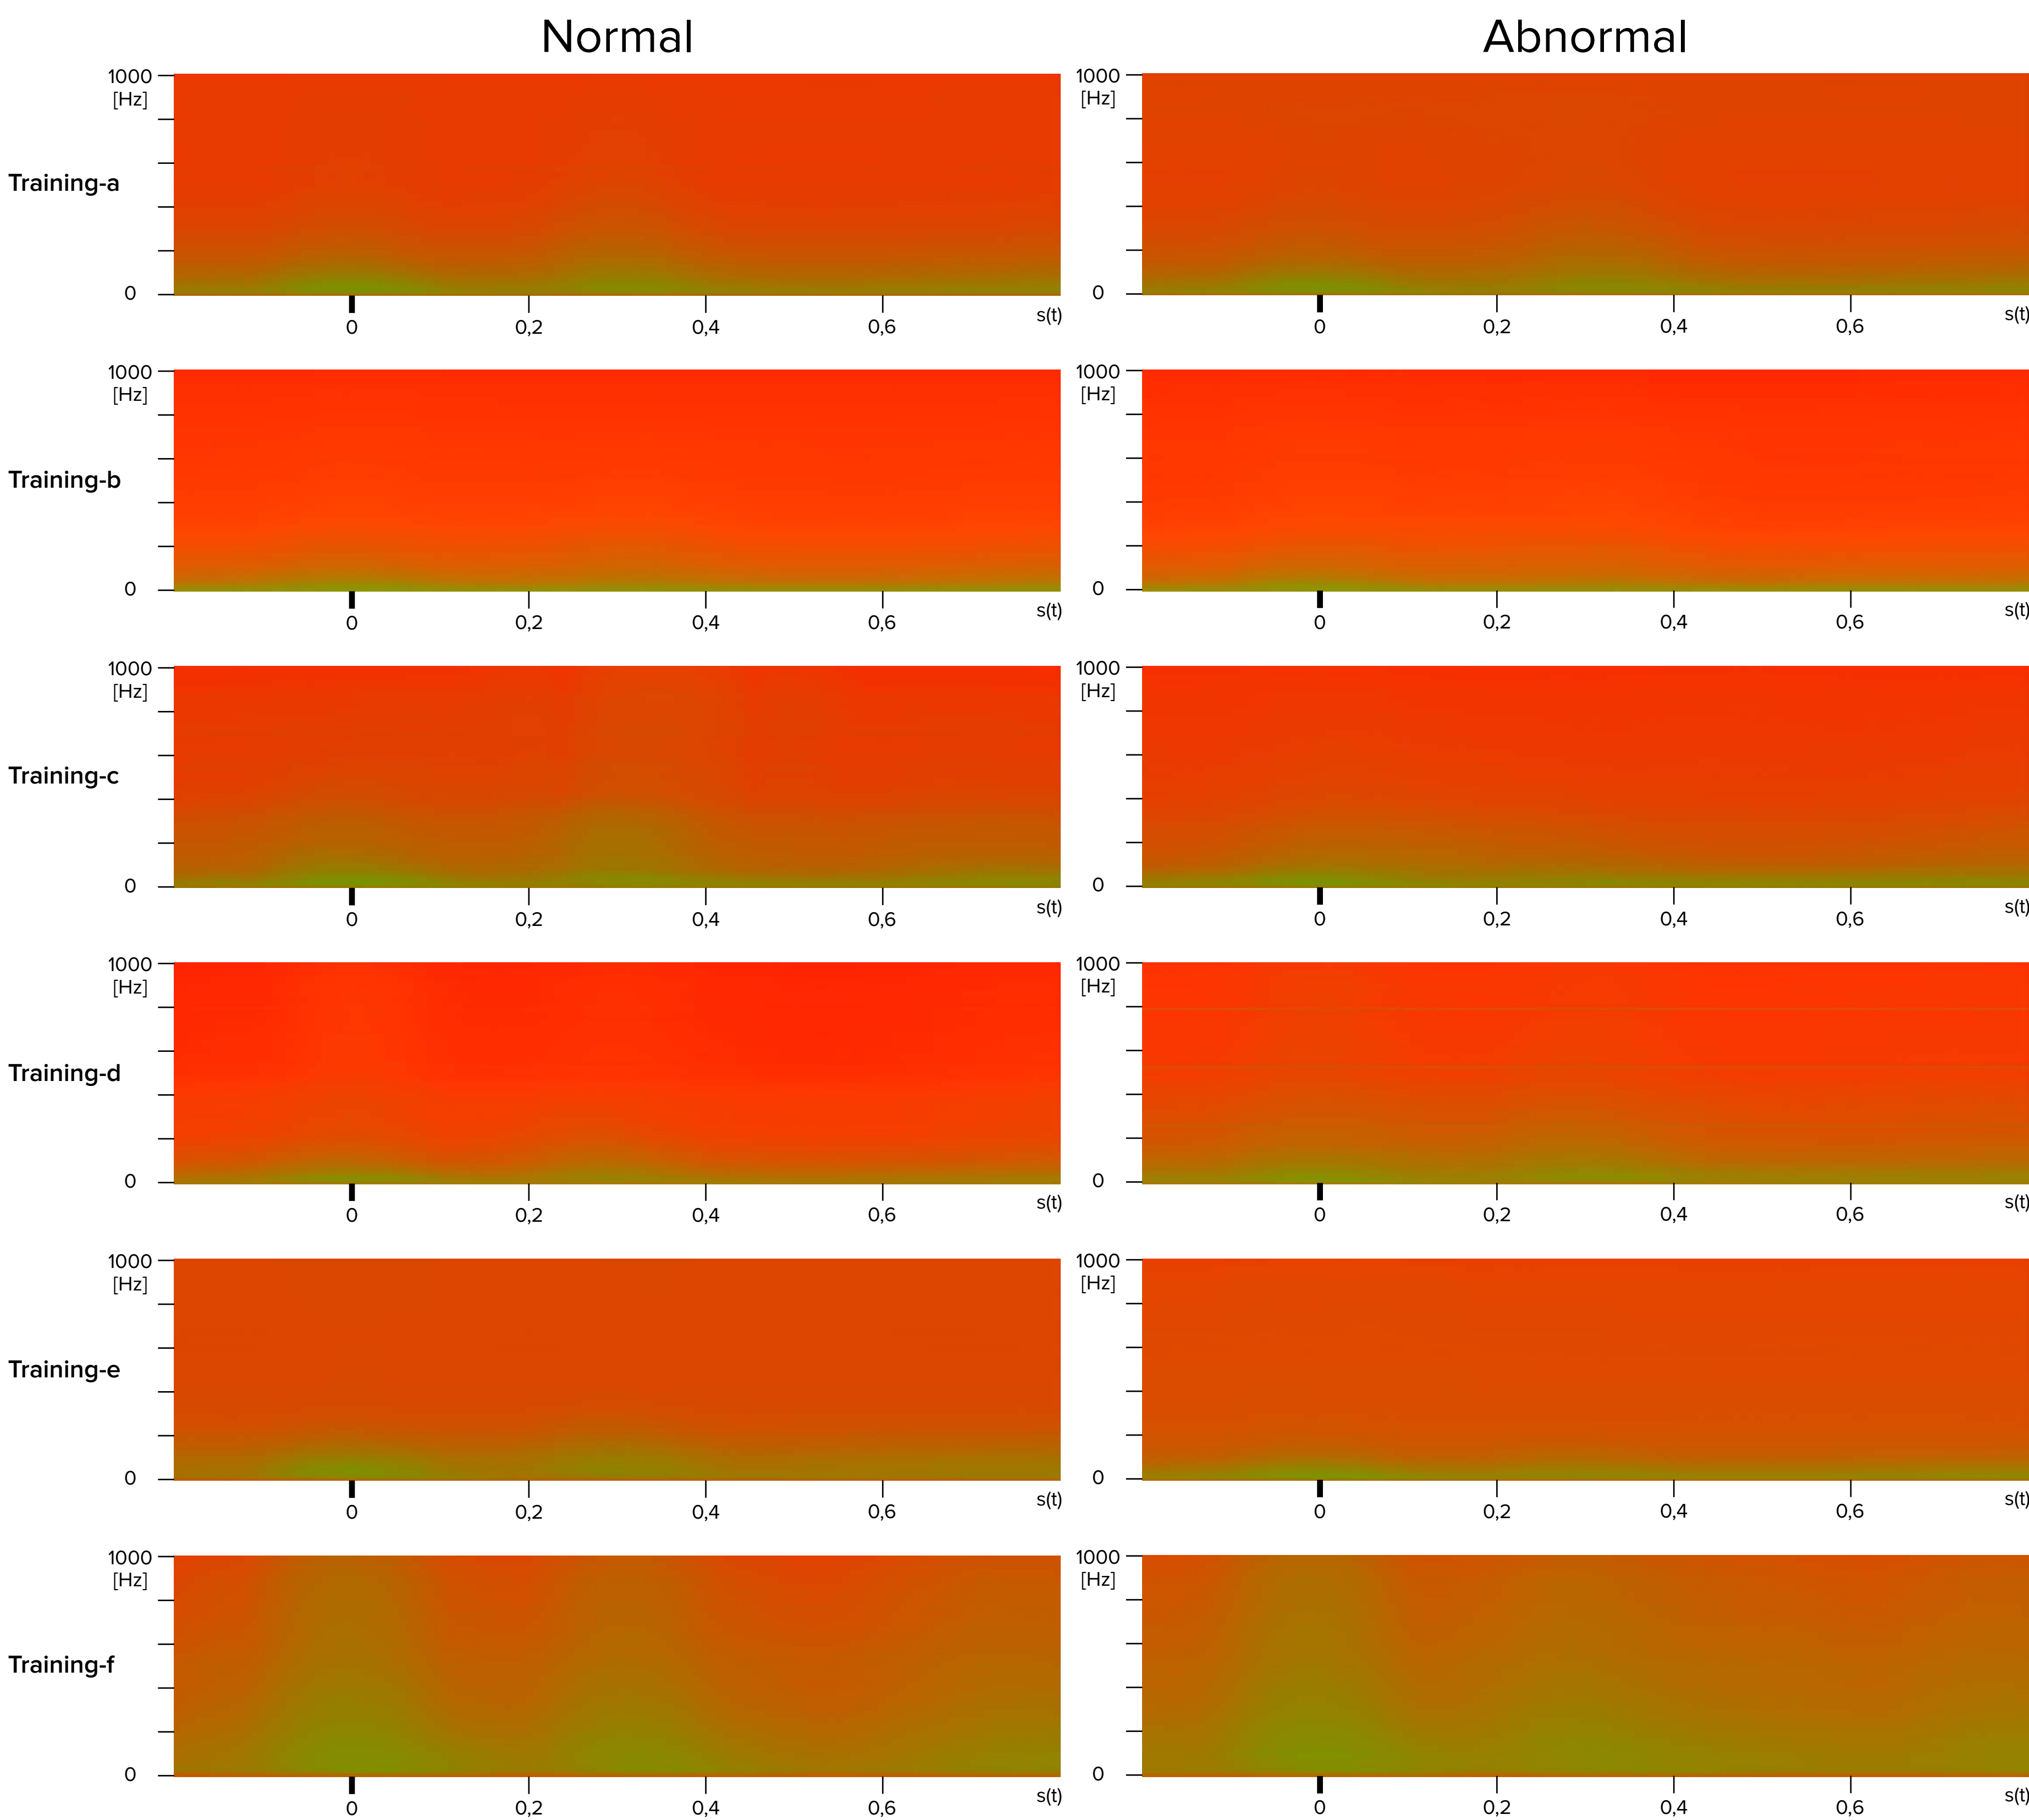 Normal Abnormal
1000 1000
[Hz] [Hz]
Training-a
0 0
s(t) s(t)
0 0,2 0,4 0,6 0 0,2 0,4 0,6
1000 1000
[Hz] [Hz]
Training-b
0 0
s(t) s(t)
0 0,2 0,4 0,6 0 0,2 0,4 0,6
1000 1000
[Hz] [Hz]
Training-c
0 0
s(t) s(t)
0 0,2 0,4 0,6 0 0,2 0,4 0,6
1000 1000
[Hz] [Hz]
Training-d
0 0
s(t) s(t)
0 0,2 0,4 0,6 0 0,2 0,4 0,6
1000 1000
[Hz] [Hz]
Training-e
0 0
s(t) s(t)
0 0,2 0,4 0,6 0 0,2 0,4 0,6
1000 1000
[Hz] [Hz]
Training-f
0 0
s(t) s(t)
0 0,2 0,4 0,6 0 0,2 0,4 0,6